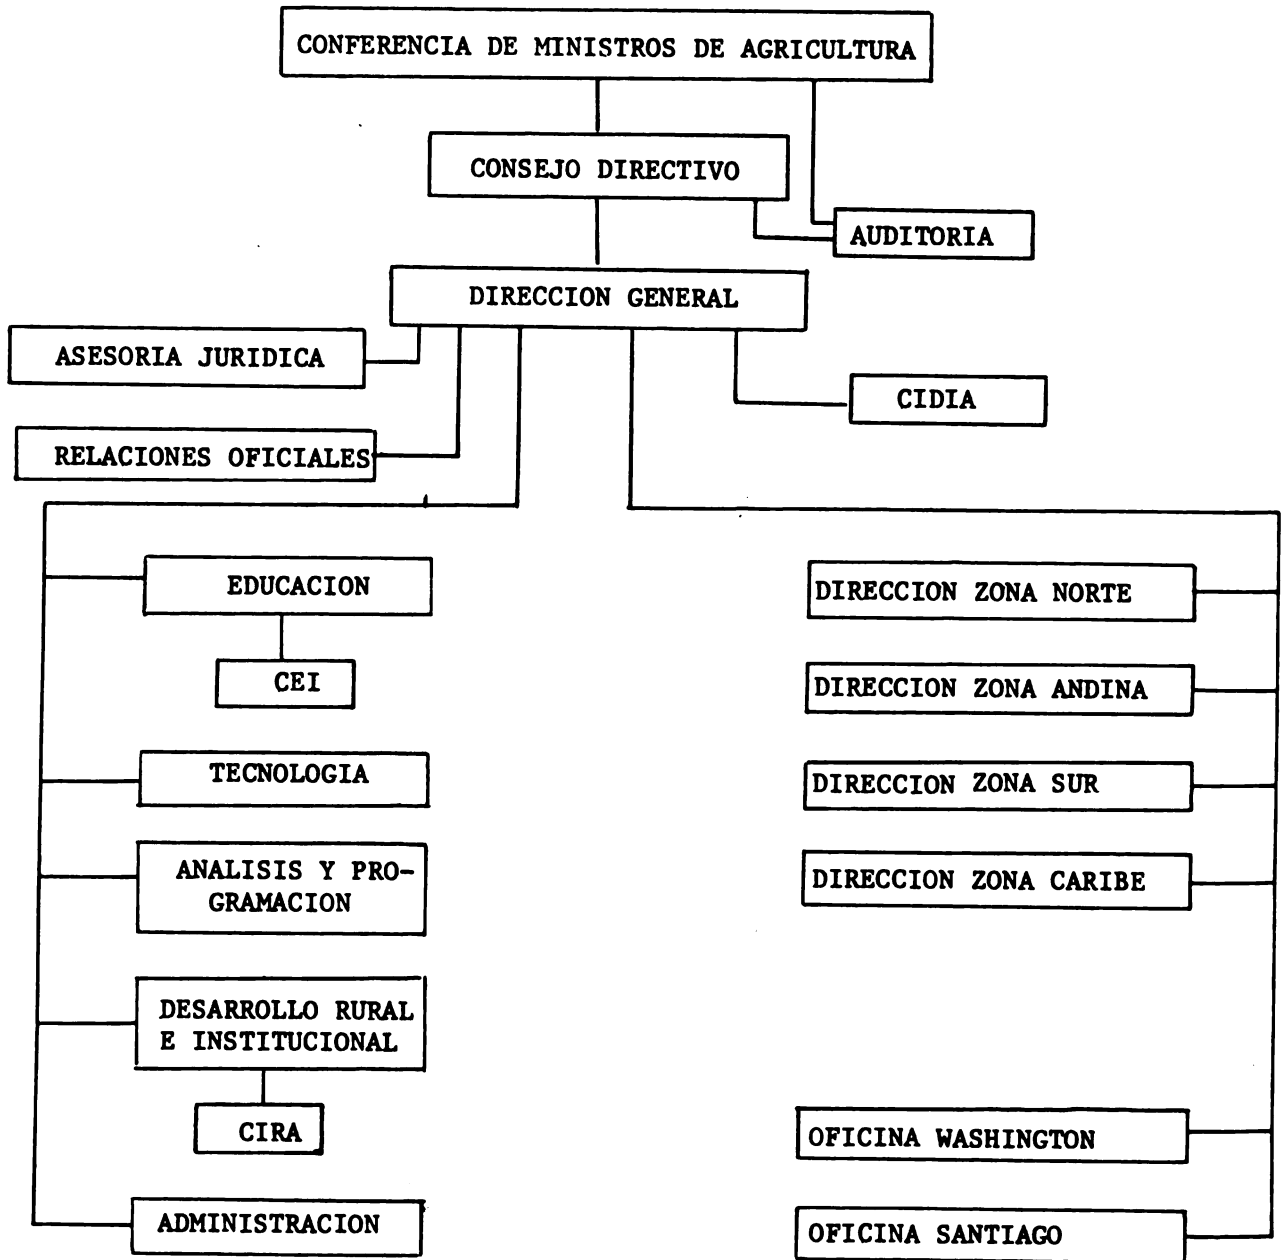 CONFERENCIA DE MINISTROS DE AGRICULTURA
CONSEJO DIRECTIVO
AUDITORIA
DIRECCION GENERAL
ASESORIA JURIDICA
CIDIA
RELACIONES OFICIALES
EDUCACION
CEI
TECNOLOGIA
ANALISIS Y PRO-
GRAMACION
DESARROLLO RURAL
E INSTITUCIONAL
CIRA
ADMINISTRACION
DIRECCION ZONA NORTE
DIRECCION ZONA ANDINA
DIRECCION ZONA SUR
DIRECCION ZONA CARIBE
OFICINA WASHINGTON
OFICINA SANTIAGO